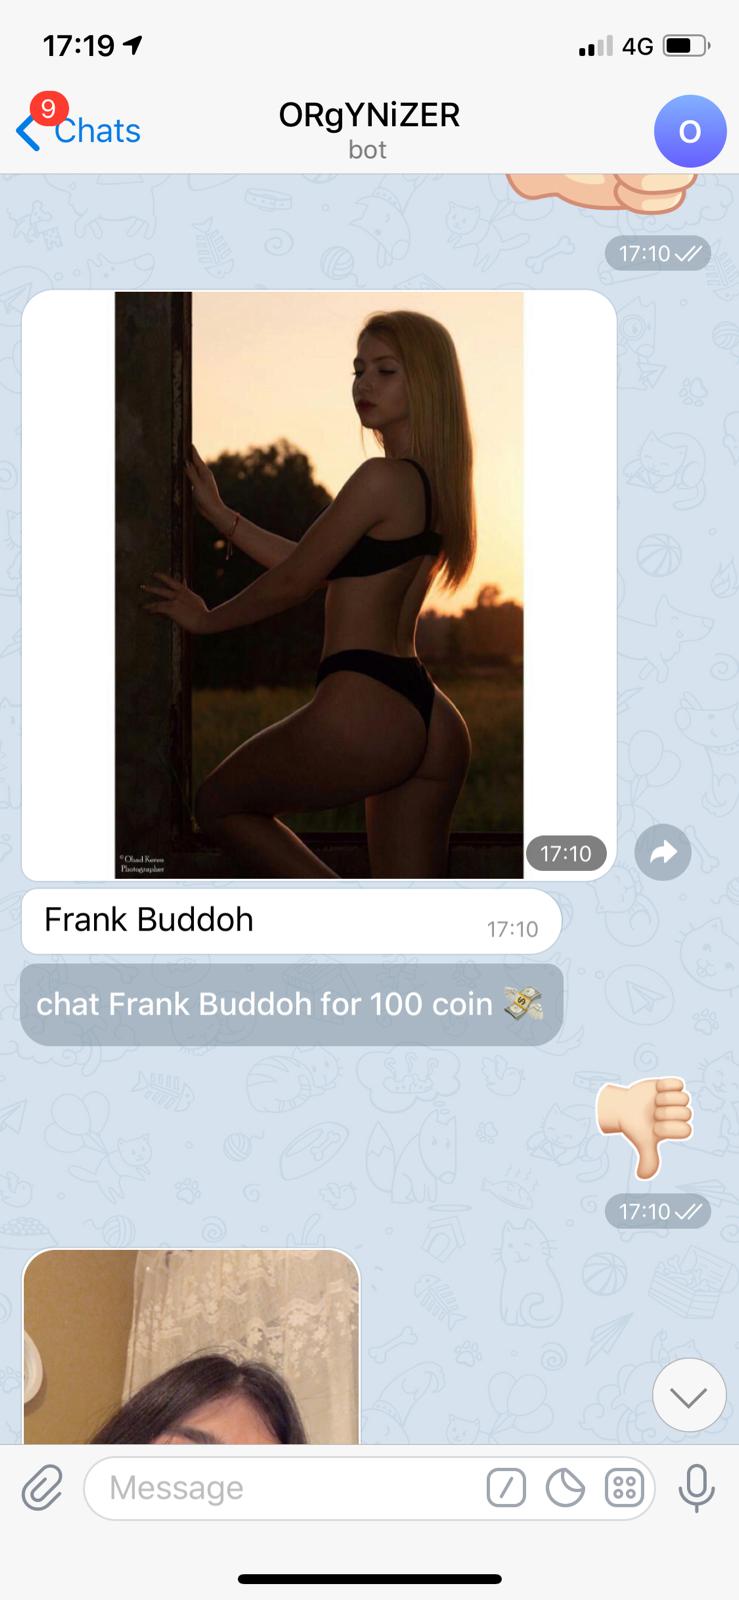 17:19
4G
9
Chats
ORgYNiZER
bot
O
17:10
©Ohad Keren
Photographer
17:10
Frank Buddoh
17:10
chat Frank Buddoh for 100 coin 💸
17:10
Message